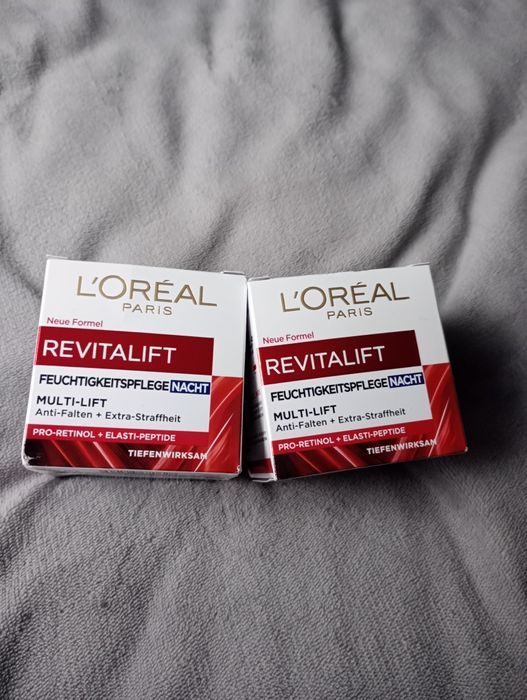 L'ORÉAL
PARIS
Neue Formel
REVITALIFT
FEUCHTIGKEITSPFLEGE NACHT
MULTI-LIFT
Anti-Falten + Extra-Straffheit
PRO-RETINOL + ELASTI-PEPTIDE
TIEFENWIRKSAM
L'ORÉAL
PARIS
Neue Formel
REVITALIFT
FEUCHTIGKEITSPFLEGE NACHT
MULTI-LIFT
Anti-Falten + Extra-Straffheit
PRO-RETINOL + ELASTI-PEPTIDE
TIEFENWIRKSAM